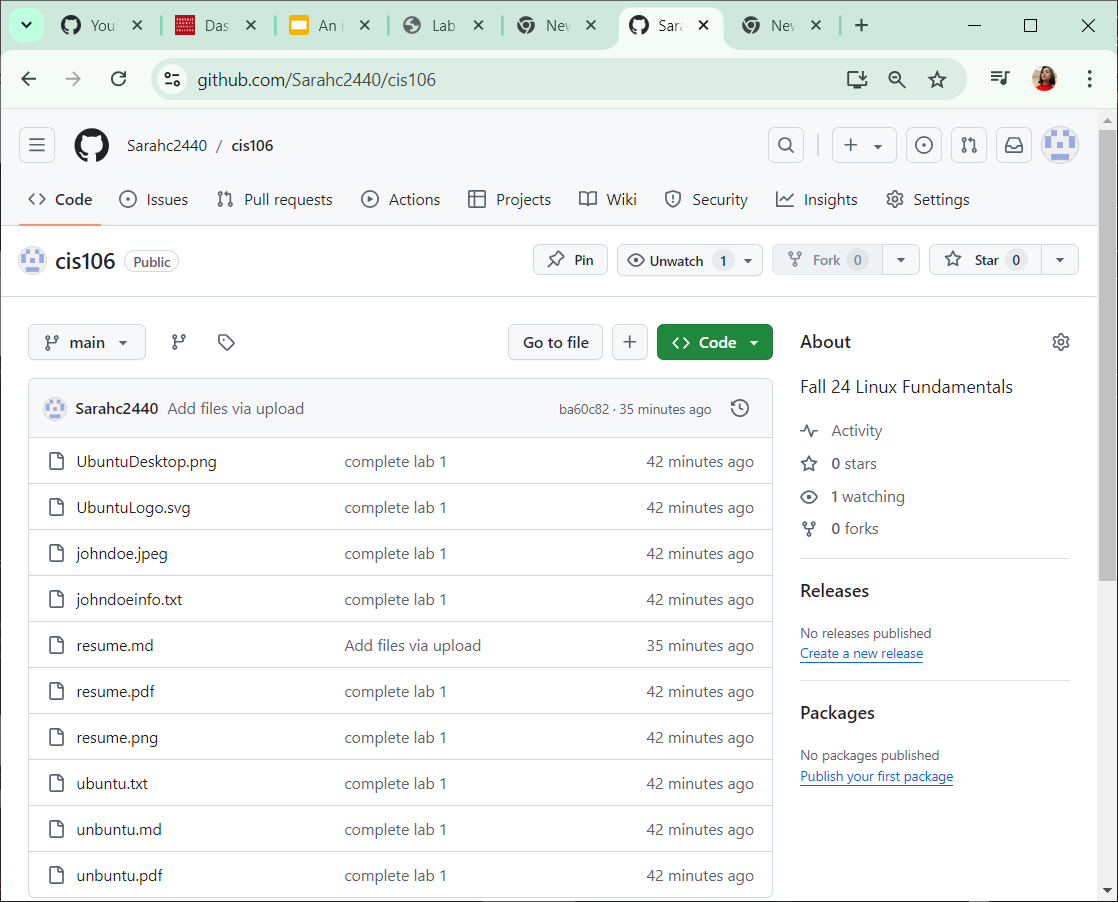 You
Das
An i
Lab
New
Sara
New
github.com/Sarahc2440/cis106
Sarahc2440 / cis106
Code Issues Pull requests Actions Projects Wiki Security Insights Settings
cis106 Public
Pin
Unwatch 1
Fork 0
Star 0
main
Go to file
Code
Sarahc2440 Add files via upload ba60c82 · 35 minutes ago
UbuntuDesktop.png complete lab 1 42 minutes ago
UbuntuLogo.svg complete lab 1 42 minutes ago
johndoe.jpeg complete lab 1 42 minutes ago
johndoeinfo.txt complete lab 1 42 minutes ago
resume.md Add files via upload 35 minutes ago
resume.pdf complete lab 1 42 minutes ago
resume.png complete lab 1 42 minutes ago
ubuntu.txt complete lab 1 42 minutes ago
unbuntu.md complete lab 1 42 minutes ago
unbuntu.pdf complete lab 1 42 minutes ago
About
Fall 24 Linux Fundamentals
Activity
0 stars
1 watching
0 forks
Releases
No releases published
Create a new release
Packages
No packages published
Publish your first package